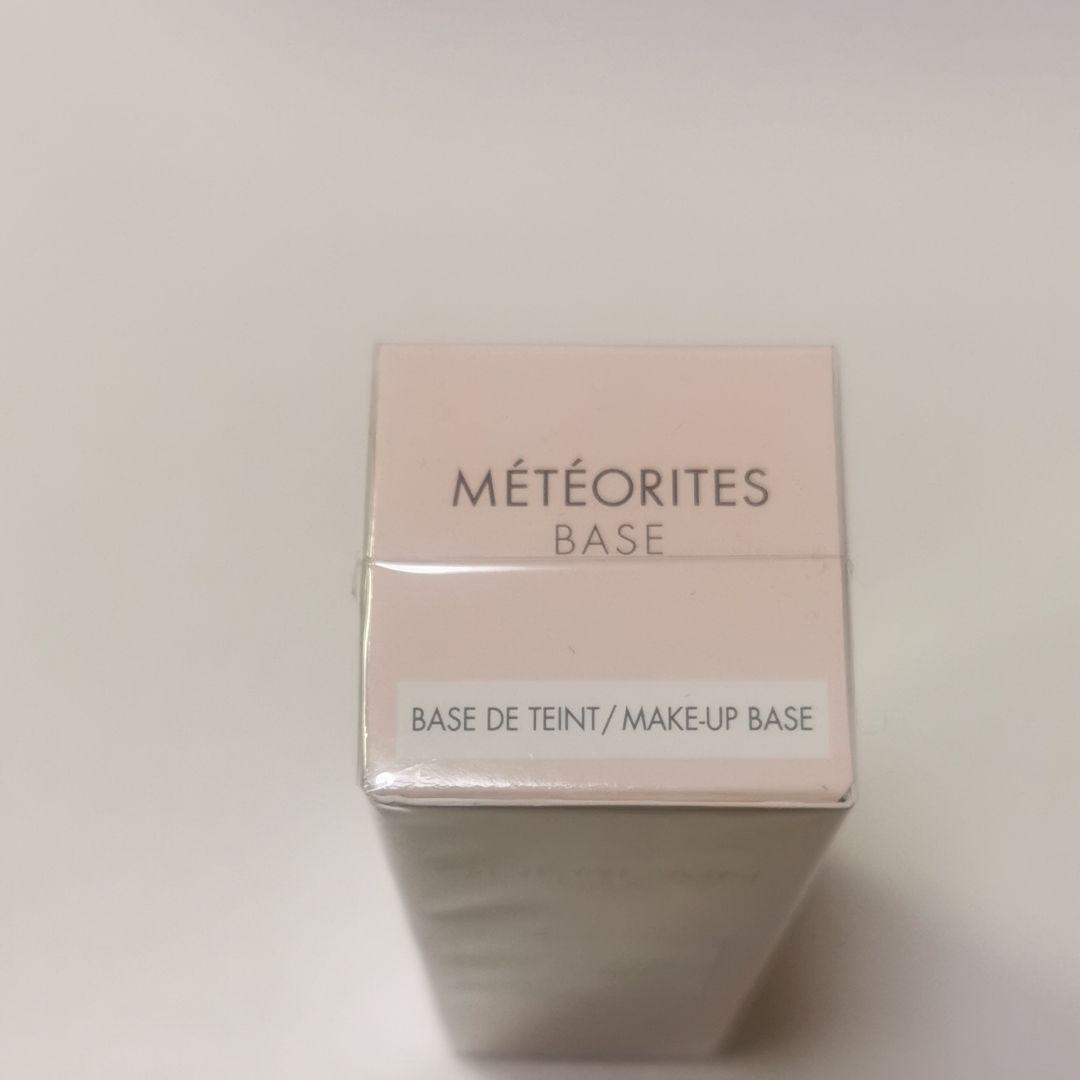 MÉTÉORITES
BASE
BASE DE TEINT/MAKE-UP BASE